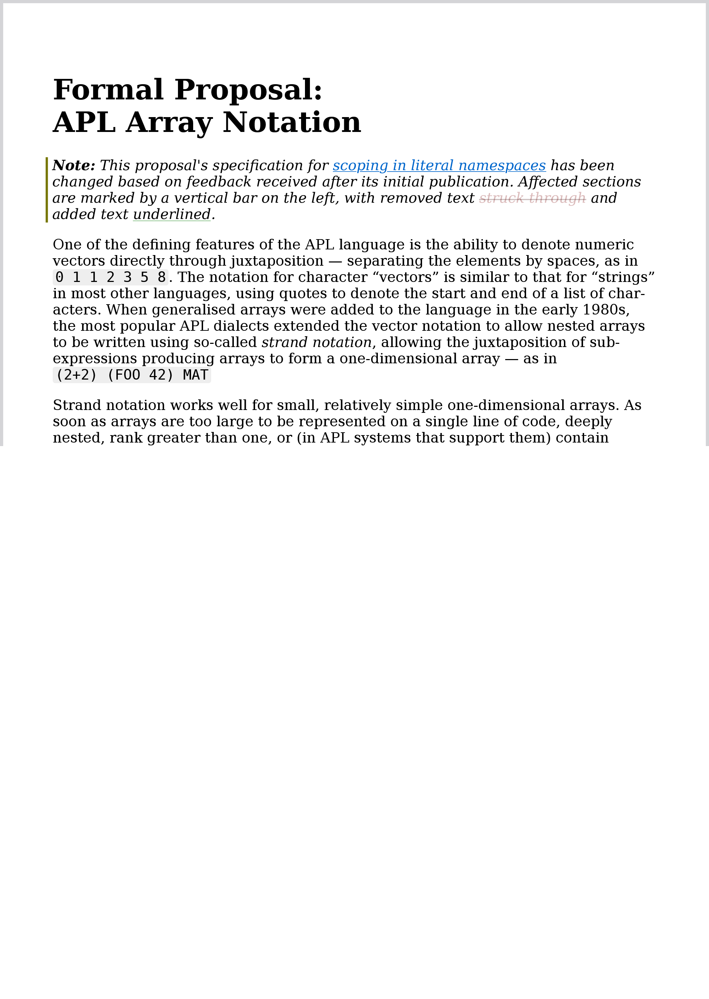 Formal Proposal:
APL Array Notation
Note: This proposal's specification for scoping in literal namespaces has been
changed based on feedback received after its initial publication. Affected sections
are marked by a vertical bar on the left, with removed text struck through and
added text underlined.
One of the defining features of the APL language is the ability to denote numeric
vectors directly through juxtaposition — separating the elements by spaces, as in
0 1 1 2 3 5 8. The notation for character “vectors” is similar to that for “strings”
in most other languages, using quotes to denote the start and end of a list of char-
acters. When generalised arrays were added to the language in the early 1980s,
the most popular APL dialects extended the vector notation to allow nested arrays
to be written using so-called strand notation, allowing the juxtaposition of sub-
expressions producing arrays to form a one-dimensional array — as in
(2+2) (FOO 42) MAT
Strand notation works well for small, relatively simple one-dimensional arrays. As
soon as arrays are too large to be represented on a single line of code, deeply
nested, rank greater than one, or (in APL systems that support them) contain